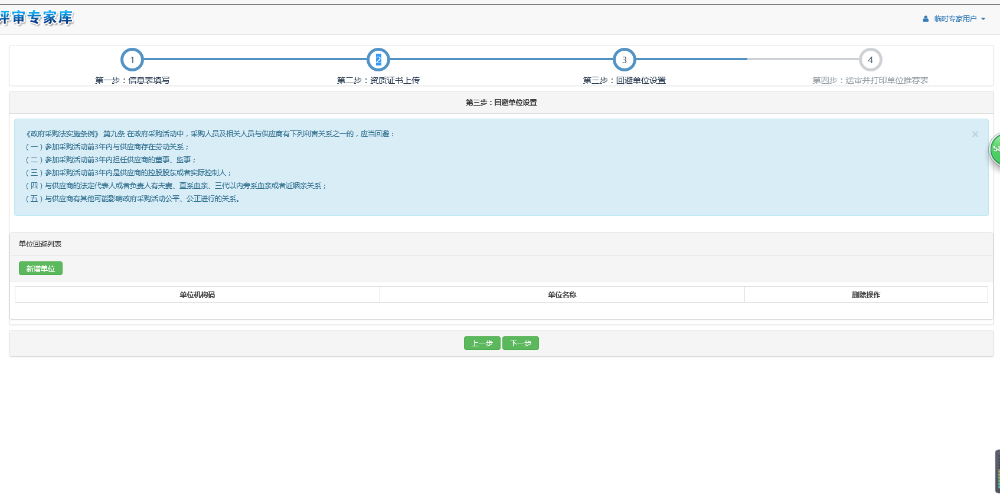 评审专家库
临时专家用户
1
2
3
4
第一步：信息表填写
第二步：资质证书上传
第三步：回避单位设置
第四步：送审并打印单位推荐表
第三步：回避单位设置
《政府采购法实施条例》 第九条 在政府采购活动中，采购人员及相关人员与供应商有下列利害关系之一的，应当回避：
×
（一）参加采购活动前3年内与供应商存在劳动关系；
（二）参加采购活动前3年内担任供应商的董事、监事；
（三）参加采购活动前3年内是供应商的控股股东或者实际控制人；
（四）与供应商的法定代表人或者负责人有夫妻、直系血亲、三代以内旁系血亲或者近姻亲关系；
（五）与供应商有其他可能影响政府采购活动公平、公正进行的关系。
单位回避列表
新增单位
单位机构码
单位名称
删除操作
上一步
下一步